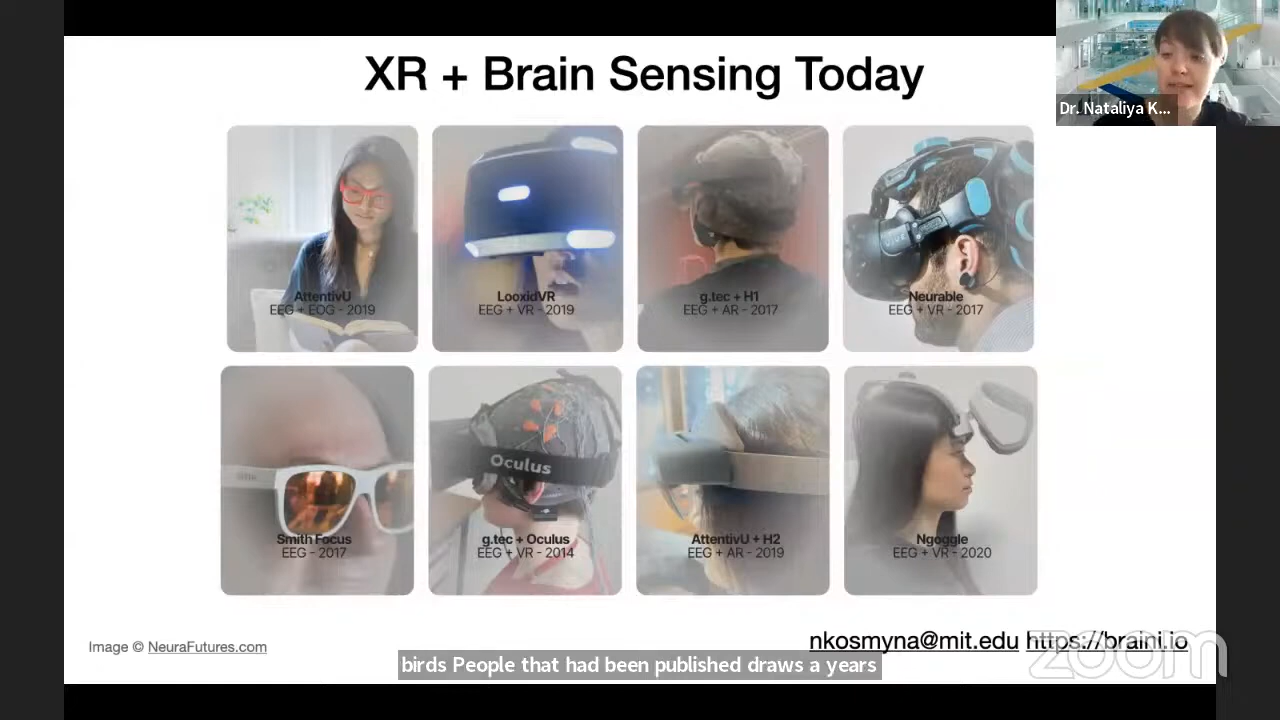 XR + Brain Sensing Today
Dr. Nataliya K...
AttentivU
EEG + EOG - 2019
LooxidVR
EEG + VR - 2019
g.tec + H1
EEG + AR - 2017
Neurable
EEG + VR - 2017
VIVE
Smith Focus
EEG - 2017
Oculus
g.tec + Oculus
EEG + VR - 2014
AttentivU + H2
EEG + AR - 2019
Ngoggle
EEG + VR - 2020
Image © NeuraFutures.com
nkosmyna@mit.edu https://braini.io
birds People that had been published draws a years
zoom